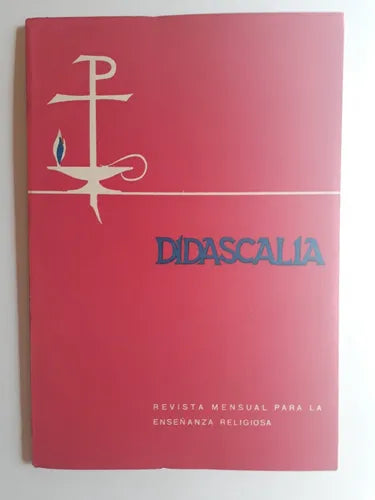 DIDASCALIA
REVISTA MENSUAL PARA LA
ENSEÑANZA RELIGIOSA